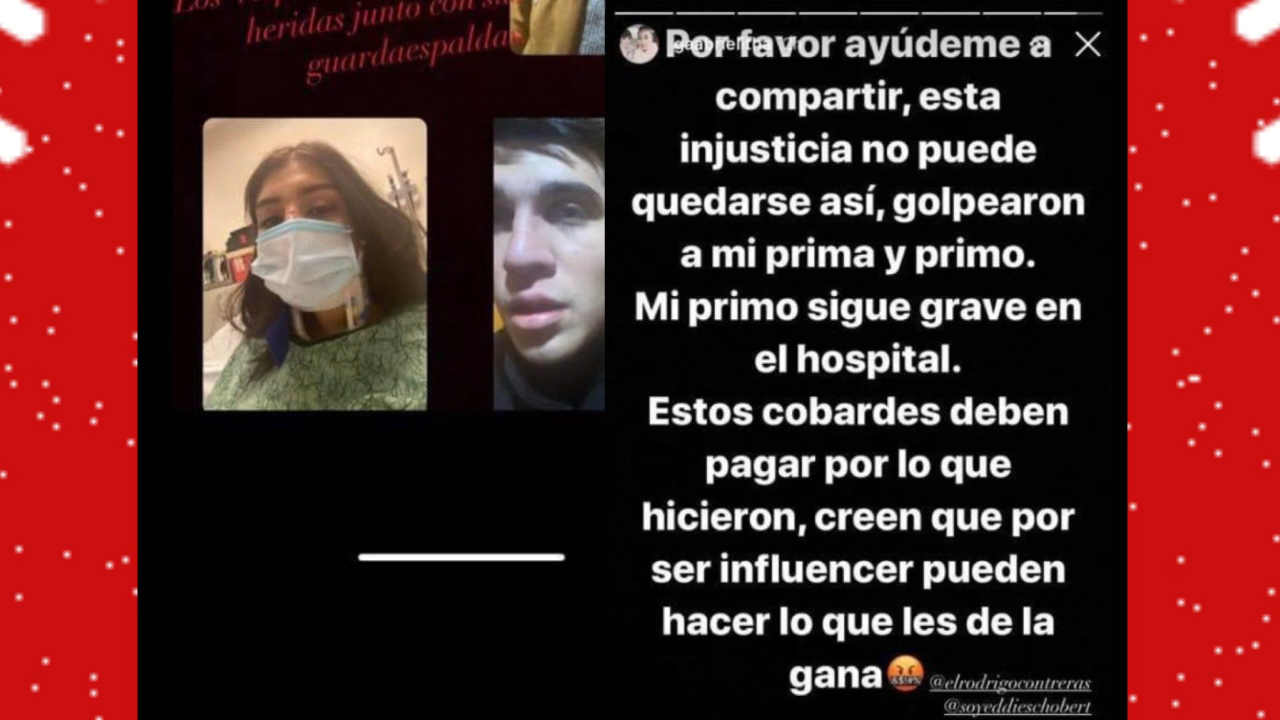 heridas junto con
guardaespalda
Por favor ayúdeme a
compartir, esta
injusticia no puede
quedarse así, golpearon
a mi prima y primo.
Mi primo sigue grave en
el hospital.
Estos cobardes deben
pagar por lo que
hicieron, creen que por
ser influencer pueden
hacer lo que les de la
gana🤬 @elrodrigocontreras
@soyeddieschobert